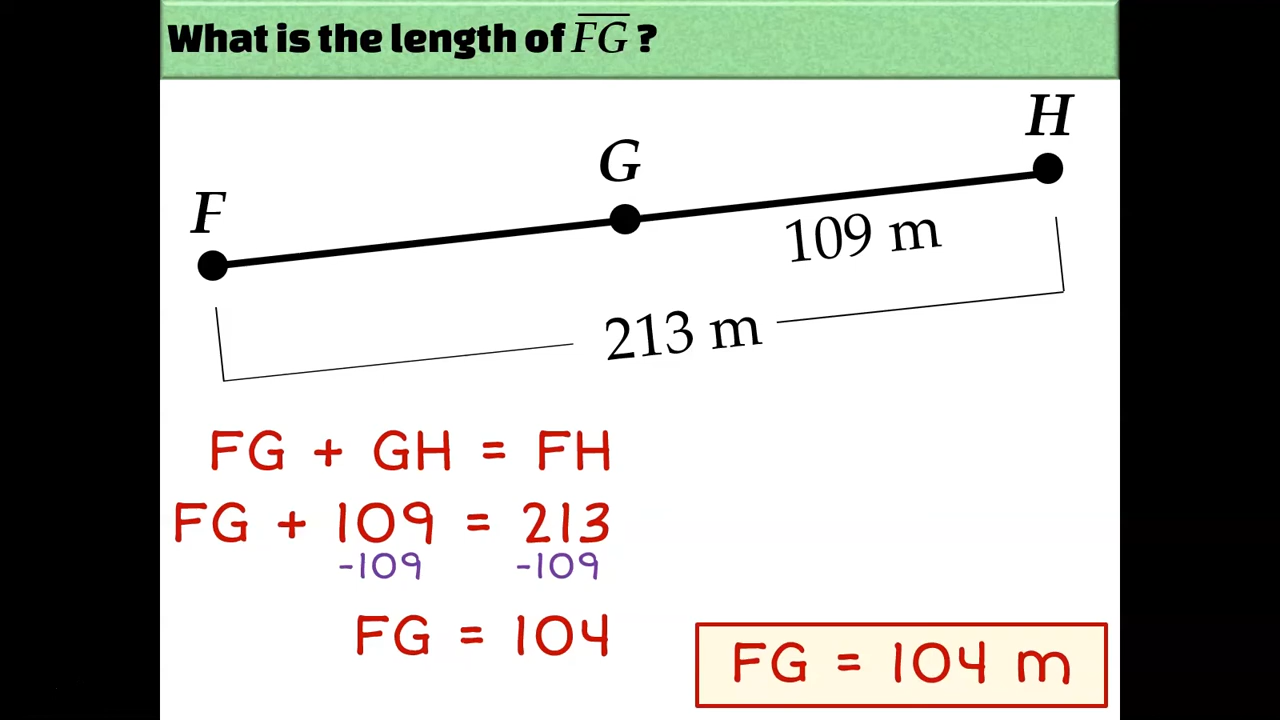 What is the length of FG ?
H
G
F
109 m
213 m
FG + GH = FH
FG + 109 = 213
-109 -109
FG = 104
FG = 104 m